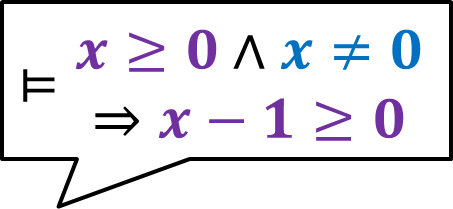 ⊨ x ≥ 0 ∧ x ≠ 0
⇒ x − 1 ≥ 0